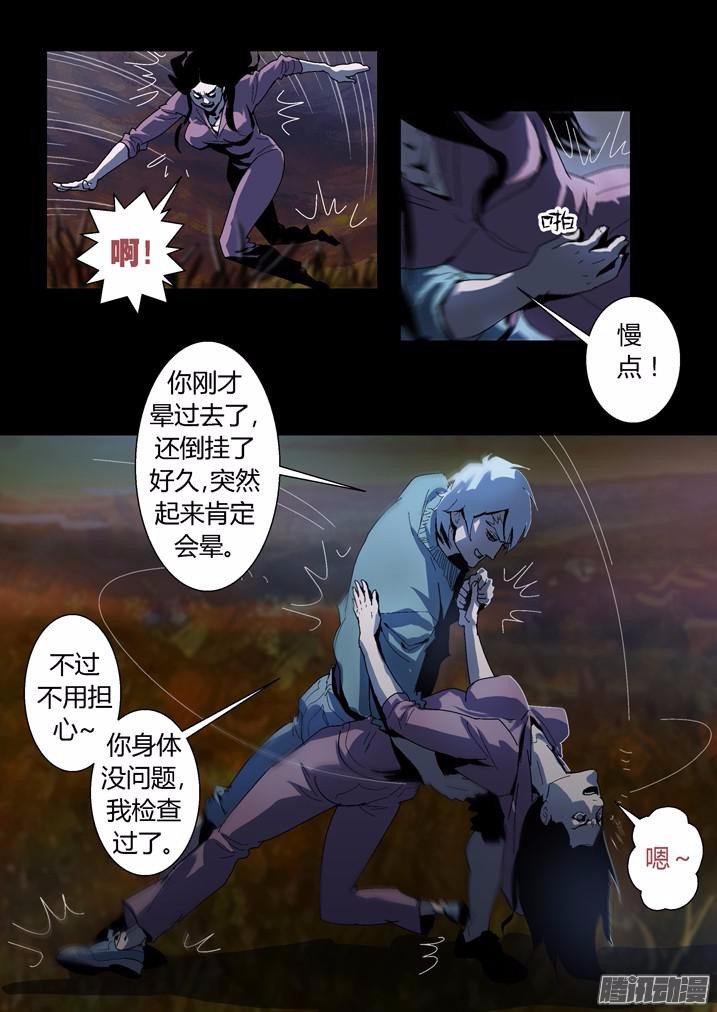 啊!
啪
慢
点！
你刚才
晕过去了，
还倒挂了
好久，突然
起来肯定
会晕。
不过
不用担
心~
你身体
没问题，
我检查
过了。
嗯~
腾讯动漫